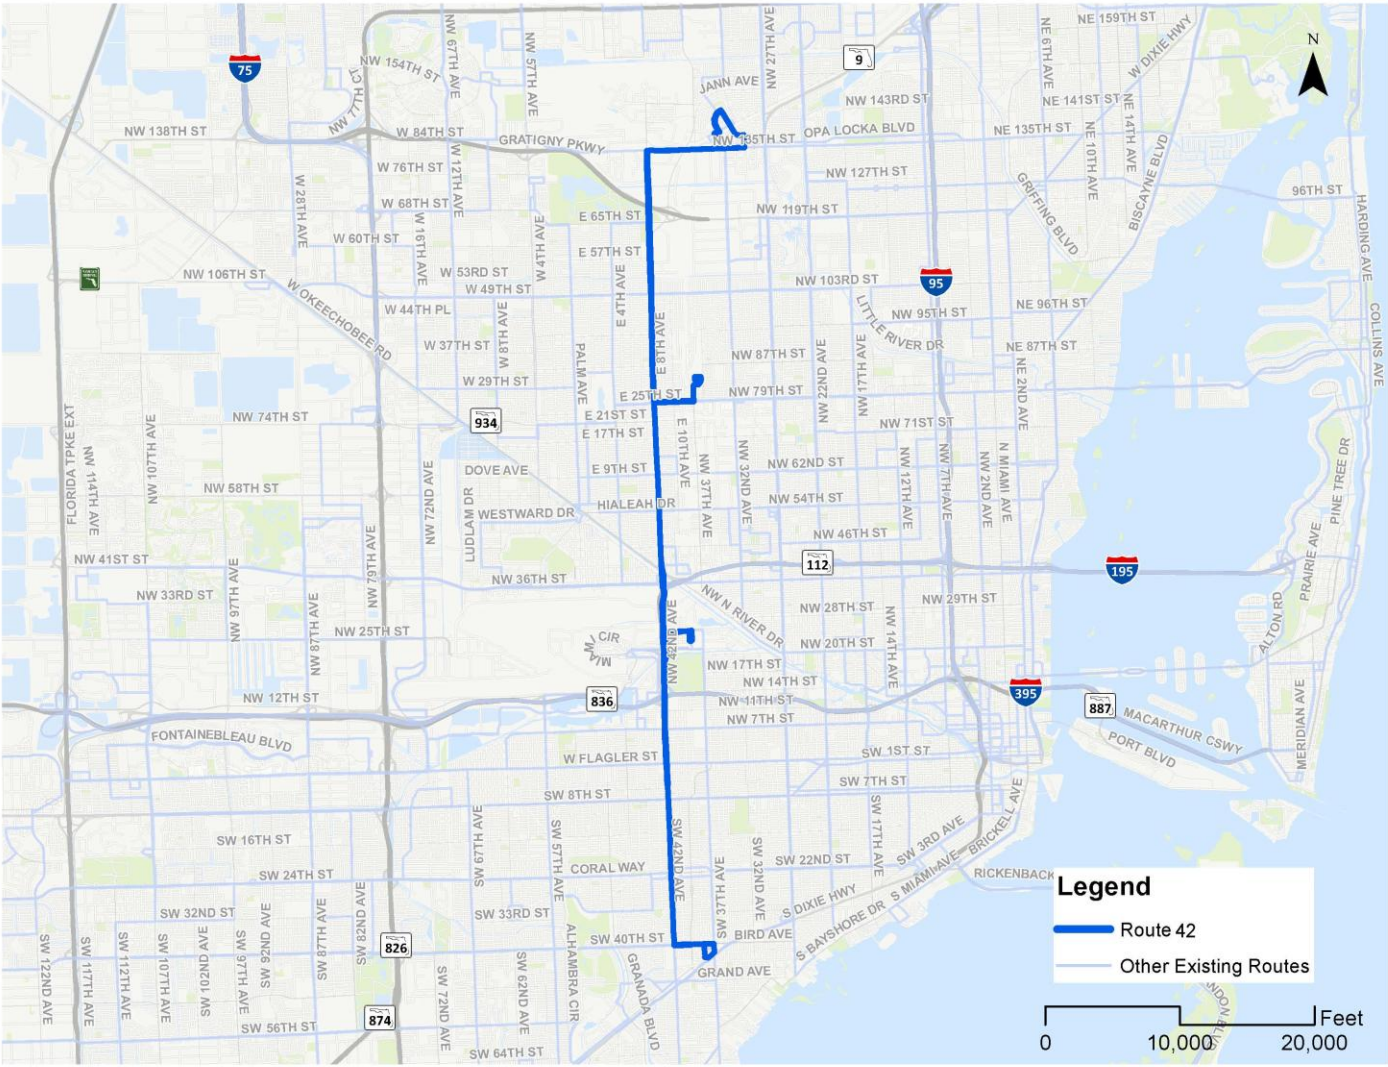 NE 159TH ST
N
NW 67TH AVE
NW 57TH AVE
NW 27TH AVE
9
NE 6TH AVE
W DIXIE HWY
75
NW 154TH ST
NW 77TH CT
JANN AVE
NW 143RD ST
NE 141ST ST
NE 14TH AVE
NW 138TH ST
W 84TH ST
GRATIGNY PKWY
NW 135TH ST
OPA LOCKA BLVD
NE 135TH ST
NE 10TH AVE
BISCAYNE BLVD
W 76TH ST
W 12TH AVE
NW 127TH ST
GRIFFING BLVD
96TH ST
HARDING AVE
W 28TH AVE
W 68TH ST
W 16TH AVE
W 4TH AVE
E 65TH ST
NW 119TH ST
W 60TH ST
E 57TH ST
NW 106TH ST
W OKEECHOBEE RD
W 53RD ST
W 49TH ST
E 4TH AVE
NW 103RD ST
95
W 44TH PL
W 8TH AVE
E 8TH AVE
LITTLE RIVER DR
NW 95TH ST
NE 96TH ST
COLLINS AVE
W 37TH ST
PALM AVE
NW 87TH ST
NW 22ND AVE
NW 17TH AVE
NE 87TH ST
NE 2ND AVE
W 29TH ST
E 25TH ST
NW 79TH ST
FLORIDA TPKE EXT
NW 114TH AVE
NW 107TH AVE
NW 74TH ST
934
E 21ST ST
E 17TH ST
E 10TH AVE
NW 71ST ST
DOVE AVE
E 9TH ST
NW 37TH AVE
NW 32ND AVE
NW 62ND ST
NW 12TH AVE
NW 7TH AVE
NW 2ND AVE
N MIAMI AVE
PINE TREE DR
NW 58TH ST
NW 72ND AVE
LUDLAM DR
WESTWARD DR
HIALEAH DR
NW 54TH ST
NW 46TH ST
NW 41ST ST
NW 97TH AVE
NW 79TH AVE
112
195
PRAIRIE AVE
NW 33RD ST
NW 87TH AVE
NW 36TH ST
NW N RIVER DR
NW 28TH ST
NW 29TH ST
NW 14TH AVE
ALTON RD
NW 25TH ST
MIAMI CIR
NW 42ND AVE
NW 20TH ST
NW 17TH ST
NW 14TH ST
NW 12TH ST
836
NW 11TH ST
395
887
NW 7TH ST
MACARTHUR CSWY
MERIDIAN AVE
FONTAINEBLEAU BLVD
W FLAGLER ST
SW 1ST ST
PORT BLVD
SW 8TH ST
SW 7TH ST
SW 16TH ST
SW 67TH AVE
SW 57TH AVE
SW 42ND AVE
SW 37TH AVE
SW 32ND AVE
SW 17TH AVE
SW 3RD AVE
BRICKELL AVE
SW 24TH ST
CORAL WAY
SW 22ND ST
S MIAMI AVE
RICKENBACK
SW 32ND ST
SW 33RD ST
S DIXIE HWY
S BAYSHORE DR
SW 122ND AVE
SW 117TH AVE
SW 112TH AVE
SW 107TH AVE
SW 102ND AVE
SW 97TH AVE
SW 92ND AVE
SW 87TH AVE
SW 82ND AVE
826
SW 72ND AVE
SW 62ND AVE
ALHAMBRA CIR
SW 40TH ST
GRANADA BLVD
BIRD AVE
GRAND AVE
874
SW 56TH ST
SW 64TH ST
Legend
Route 42
Other Existing Routes
Feet
0
10,000
20,000